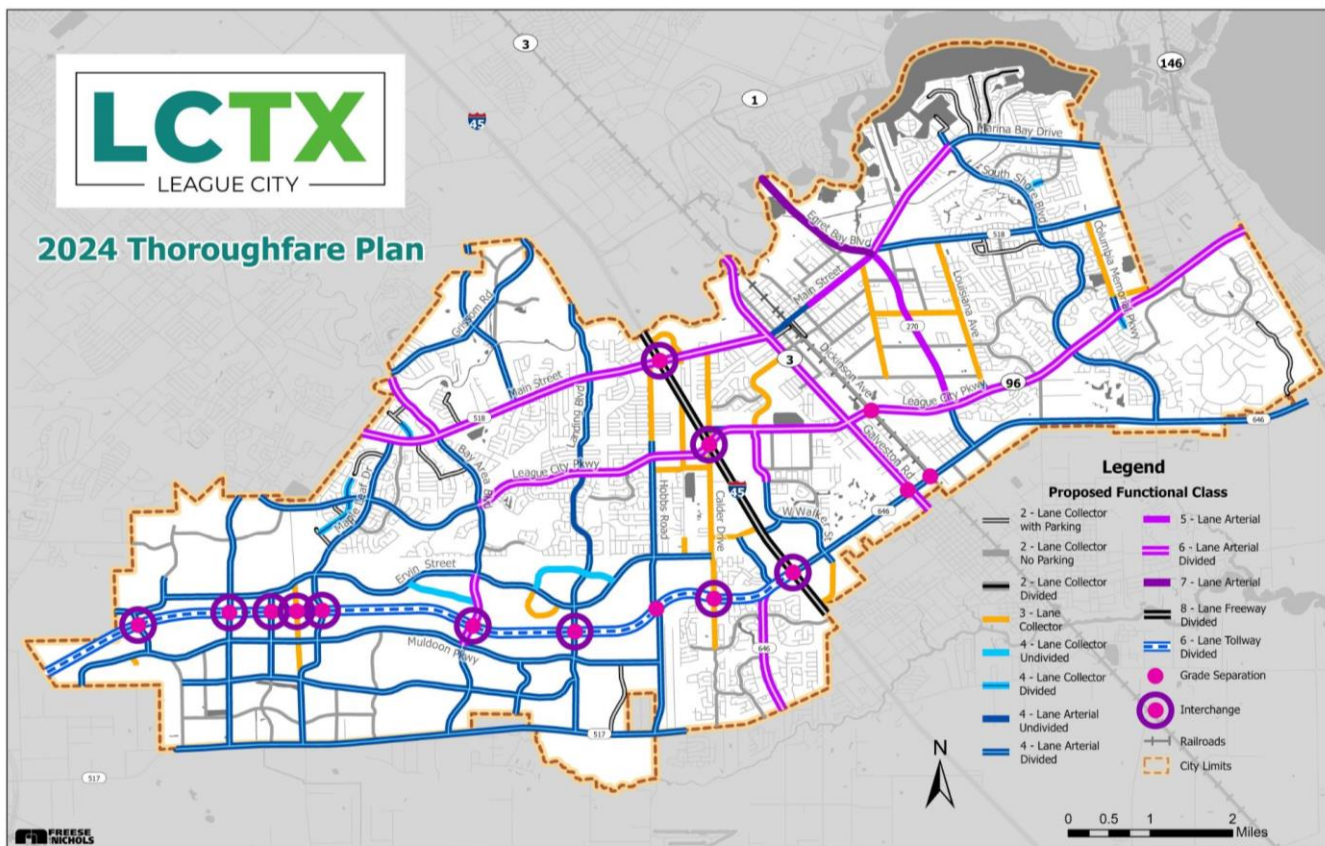 LCTX
LEAGUE CITY
2024 Thoroughfare Plan
3
45
1
146
Marina Bay Drive
South Shore Blvd
Egret Bay Blvd
518
Columbia Memorial Pkwy
Main Street
Louisiana Ave
270
Grissom Rd
3
Dickinson Ave
96
League City Pkwy
Main Street
518
Landing Blvd
646
Bay Area Blvd
League City Pkwy
Galveston Rd
45
Maple Leaf Dr
Hobbs Road
Calder Drive
W Walker St
646
Ervin Street
Muldoon Pkwy
646
517
517
Legend
Proposed Functional Class
2 - Lane Collector
with Parking
2 - Lane Collector
No Parking
2 - Lane Collector
Divided
3 - Lane
Collector
4 - Lane Collector
Undivided
4 - Lane Collector
Divided
4 - Lane Arterial
Undivided
4 - Lane Arterial
Divided
5 - Lane Arterial
6 - Lane Arterial
Divided
7 - Lane Arterial
8 - Lane Freeway
Divided
6 - Lane Tollway
Divided
Grade Separation
Interchange
Railroads
City Limits
N
0 0.5 1 2
Miles
FREESE
NICHOLS